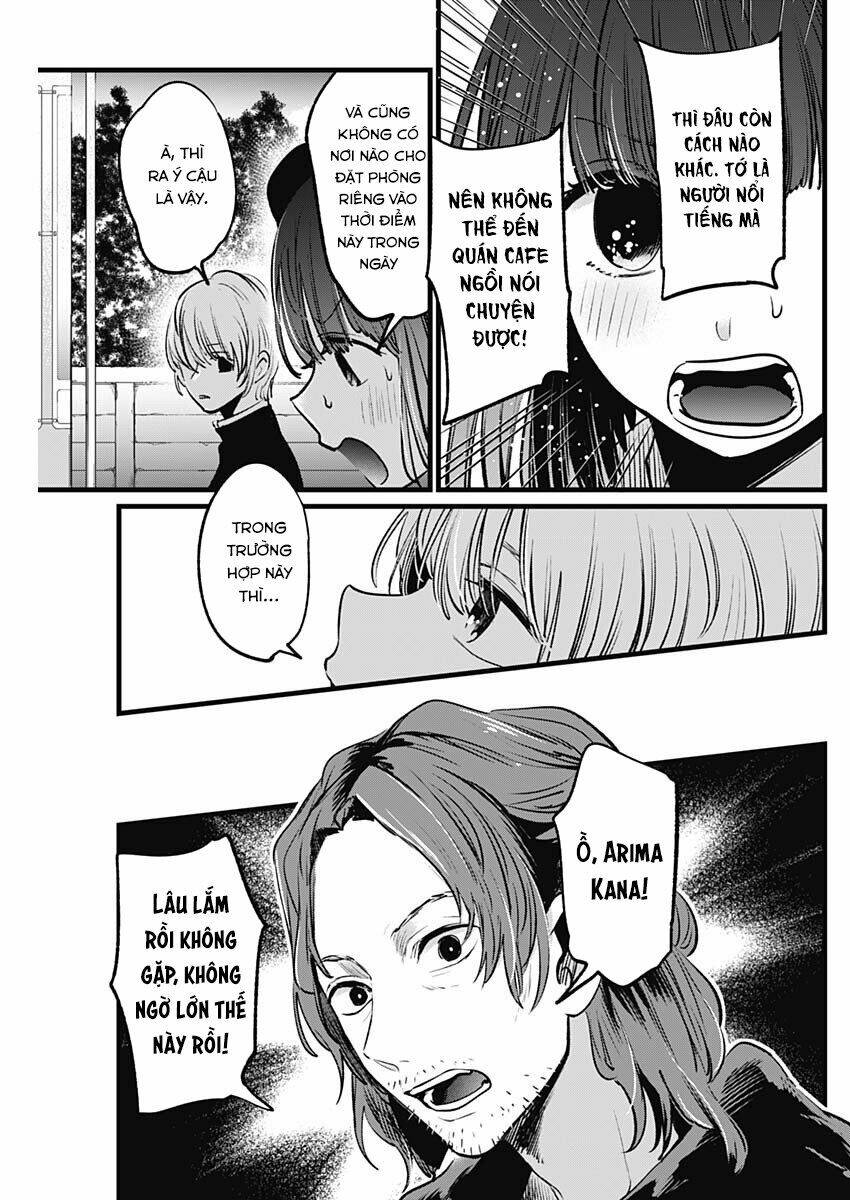 THÌ ĐÂU CÒN
CÁCH NÀO
KHÁC. TỚ LÀ
NGƯỜI NỔI
TIẾNG MÀ
NÊN KHÔNG
THỂ ĐẾN
QUÁN CAFE
NGỒI NÓI
CHUYỆN
ĐƯỢC!
VÀ CŨNG
KHÔNG CÓ
NƠI NÀO CHO
ĐẶT PHÒNG
RIÊNG VÀO
THỜI ĐIỂM
NÀY TRONG
NGÀY
À, THÌ
RA Ý CẬU
LÀ VẬY.
TRONG
TRƯỜNG
HỢP NÀY
THÌ...
Ồ, ARIMA
KANA!
LÂU LẮM
RỒI KHÔNG
GẶP, KHÔNG
NGỜ LỚN THẾ
NÀY RỒI!